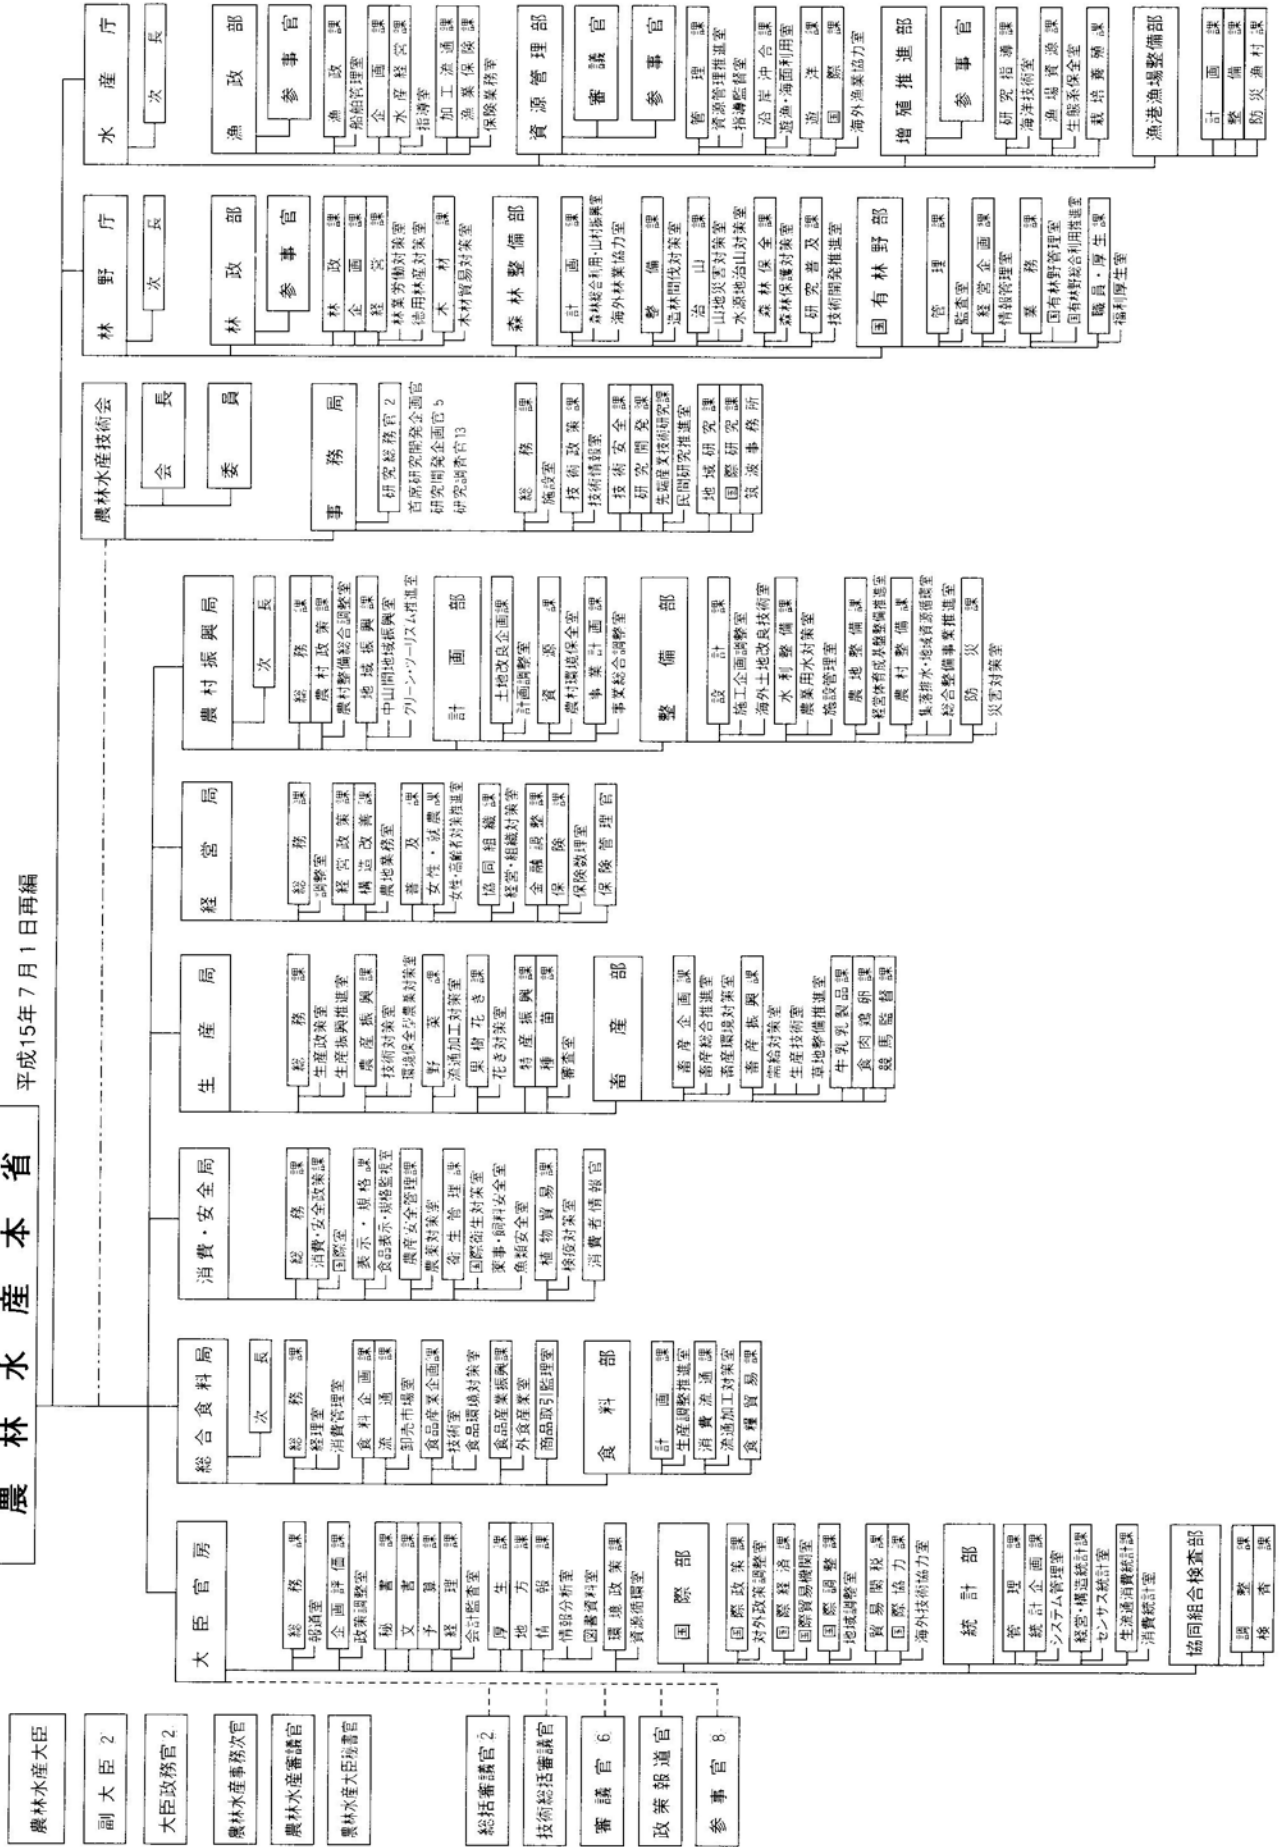 農林水産本省
平成15年7月1日再編
農林水産大臣
副大臣 2
大臣政務官 2
農林水産事務次官
農林水産審議官
農林水産大臣秘書官
総括審議官 2
技術総括審議官
審議官 6
政策報道官
参事官 8
大臣官房
総務課
報道室
企画評価課
政策調整室
秘書課
文書課
予算課
経理課
会計監査室
厚生課
地方課
情報課
情報分析室
図書資料室
環境政策課
資源循環室
国際部
国際政策課
対外政策調整室
国際経済課
国際貿易機関室
国際調整課
地域調整室
貿易関税課
国際協力課
海外技術協力室
統計部
管理課
統計企画課
システム管理室
経営・構造統計課
センサス統計室
生流通消費統計課
消費統計室
協同組合検査部
調整課
検査課
総合食料局
次長
総務課
経理室
消費管理室
食料企画課
流通課
卸売市場室
食品産業企画課
技術室
食品環境対策室
食品産業振興課
外食産業室
商品取引監理室
食料部
計画課
生産調整推進室
消費流通課
流通加工対策室
食糧貿易課
消費・安全局
総務課
消費・安全政策課
国際室
表示・規格課
食品表示・規格監視室
農産安全管理課
農薬対策室
衛生管理課
国際衛生対策室
薬事・飼料安全室
魚類安全室
植物貿易課
検疫対策室
消費者情報官
生産局
総務課
生産政策室
生産振興推進室
農産振興課
技術対策室
環境保全型農業対策室
野菜課
流通加工対策室
果樹花き課
花き対策室
特産振興課
種苗課
審査室
畜産部
畜産企画課
畜産総合推進室
畜産環境対策室
畜産振興課
需給対策室
生産技術室
草地整備推進室
牛乳乳製品課
食肉鶏卵課
競馬監督課
経営局
総務課
調整室
経営政策課
構造改善課
農地業務室
普及課
女性・就農課
女性・高齢者対策推進室
協同組織課
経営・組織対策室
金融調整課
保険課
保険数理室
保険管理官
農村振興局
次長
総務課
農村政策課
農村整備総合調整室
地域振興課
中山間地域振興室
グリーン・ツーリズム推進室
計画部
土地改良企画課
計画調整室
資源課
農村環境保全室
事業計画課
事業総合調整室
整備部
設計課
施工企画調整室
海外土地改良技術室
水利整備課
農業用水対策室
施設管理室
農地整備課
経営体育成基盤整備推進室
農村整備課
集落排水・地域資源循環室
総合整備事業推進室
防災課
災害対策室
農林水産技術会
会長
委員
事務局
研究総務官 2
首席研究開発企画官
研究開発企画官 5
研究調査官 13
総務課
施設室
技術政策課
技術情報室
技術安全課
研究開発課
先端産業技術研究課
民間研究推進室
地域研究課
国際研究課
筑波事務所
林野庁
次長
林政部
参事官
林政課
企画課
経営課
林業労働対策室
徳用林産対策室
木材課
木材貿易対策室
森林整備部
計画課
森林総合利用・山村振興室
海外林業協力室
整備課
造林間伐対策室
治山課
山地災害対策室
水源地治山対策室
森林保全課
森林保護対策室
研究普及課
技術開発推進室
国有林野部
管理課
監査室
経営企画課
情報管理室
業務課
国有林野管理室
国有林野総合利用推進室
職員・厚生課
福利厚生室
水産庁
次長
漁政部
参事官
漁政課
船舶管理室
企画課
水産経営課
指導室
加工流通課
漁業保険課
保険業務室
資源管理部
審議官
参事官
管理課
資源管理推進室
指導監督室
沿岸沖合課
遊漁・海面利用室
遠洋課
国際課
海外漁業協力室
増殖推進部
参事官
研究指導課
海洋技術室
漁場資源課
生態系保全室
栽培養殖課
漁港漁場整備部
計画課
整備課
防災漁村課